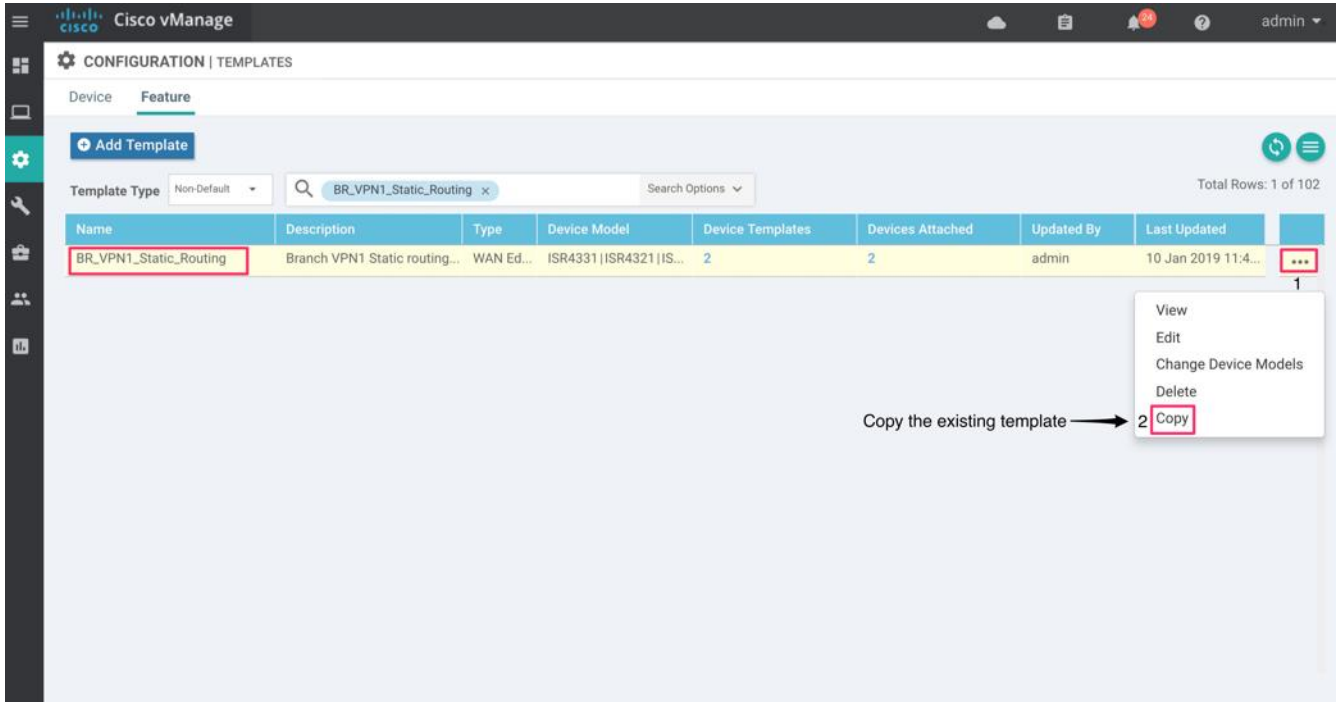 CISCO Cisco vManage 24 admin
CONFIGURATION | TEMPLATES
Device Feature
Add Template
Template Type Non-Default BR_VPN1_Static_Routing x Search Options Total Rows: 1 of 102
Name Description Type Device Model Device Templates Devices Attached Updated By Last Updated
BR_VPN1_Static_Routing Branch VPN1 Static routing... WAN Ed... ISR4331|ISR4321|IS... 2 2 admin 10 Jan 2019 11:4... •••
1
View
Edit
Change Device Models
Delete
Copy the existing template 2 Copy